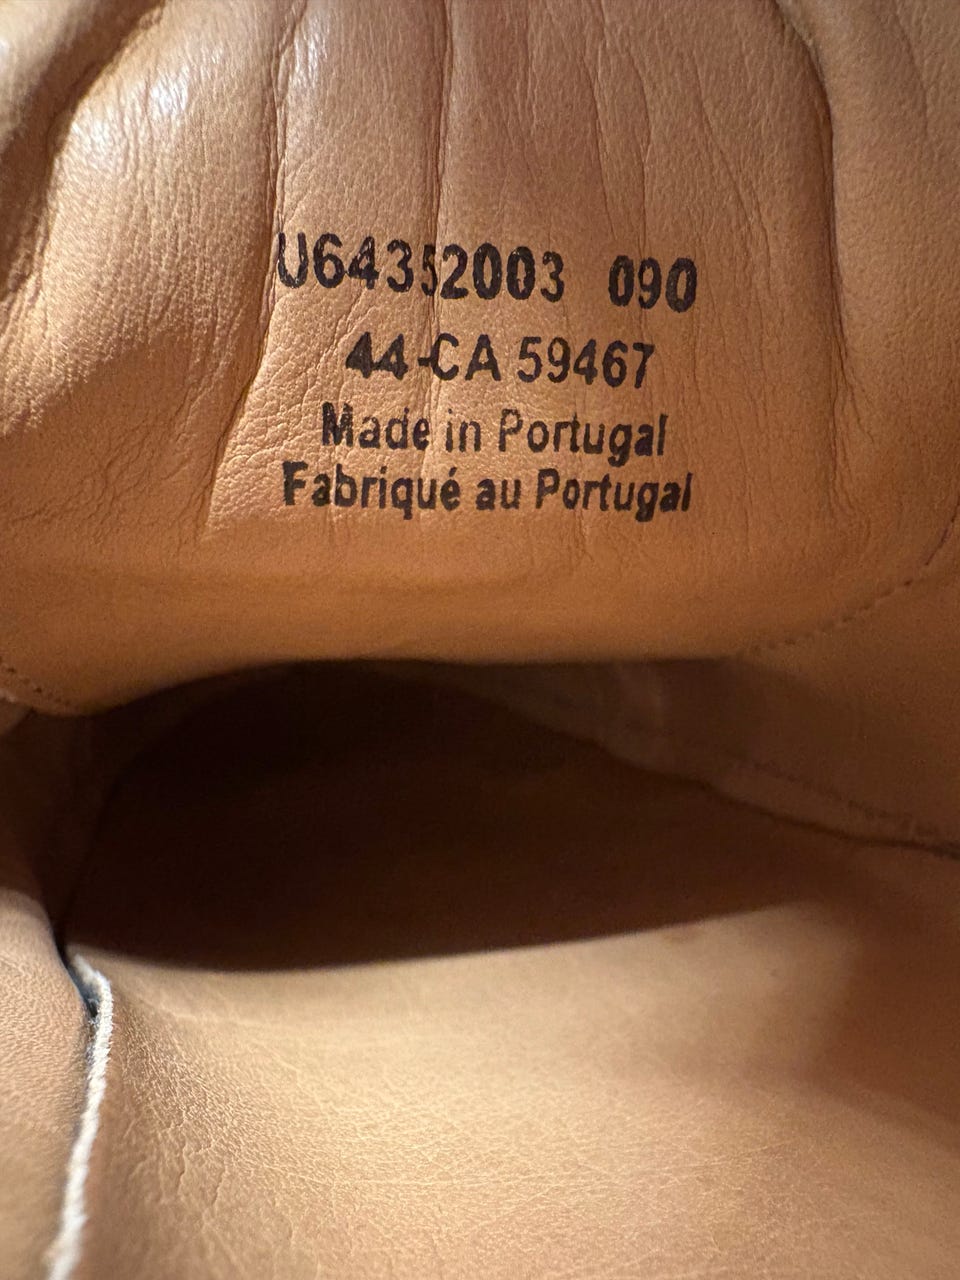 U64352003 090
44-CA 59467
Made in Portugal
Fabriqué au Portugal